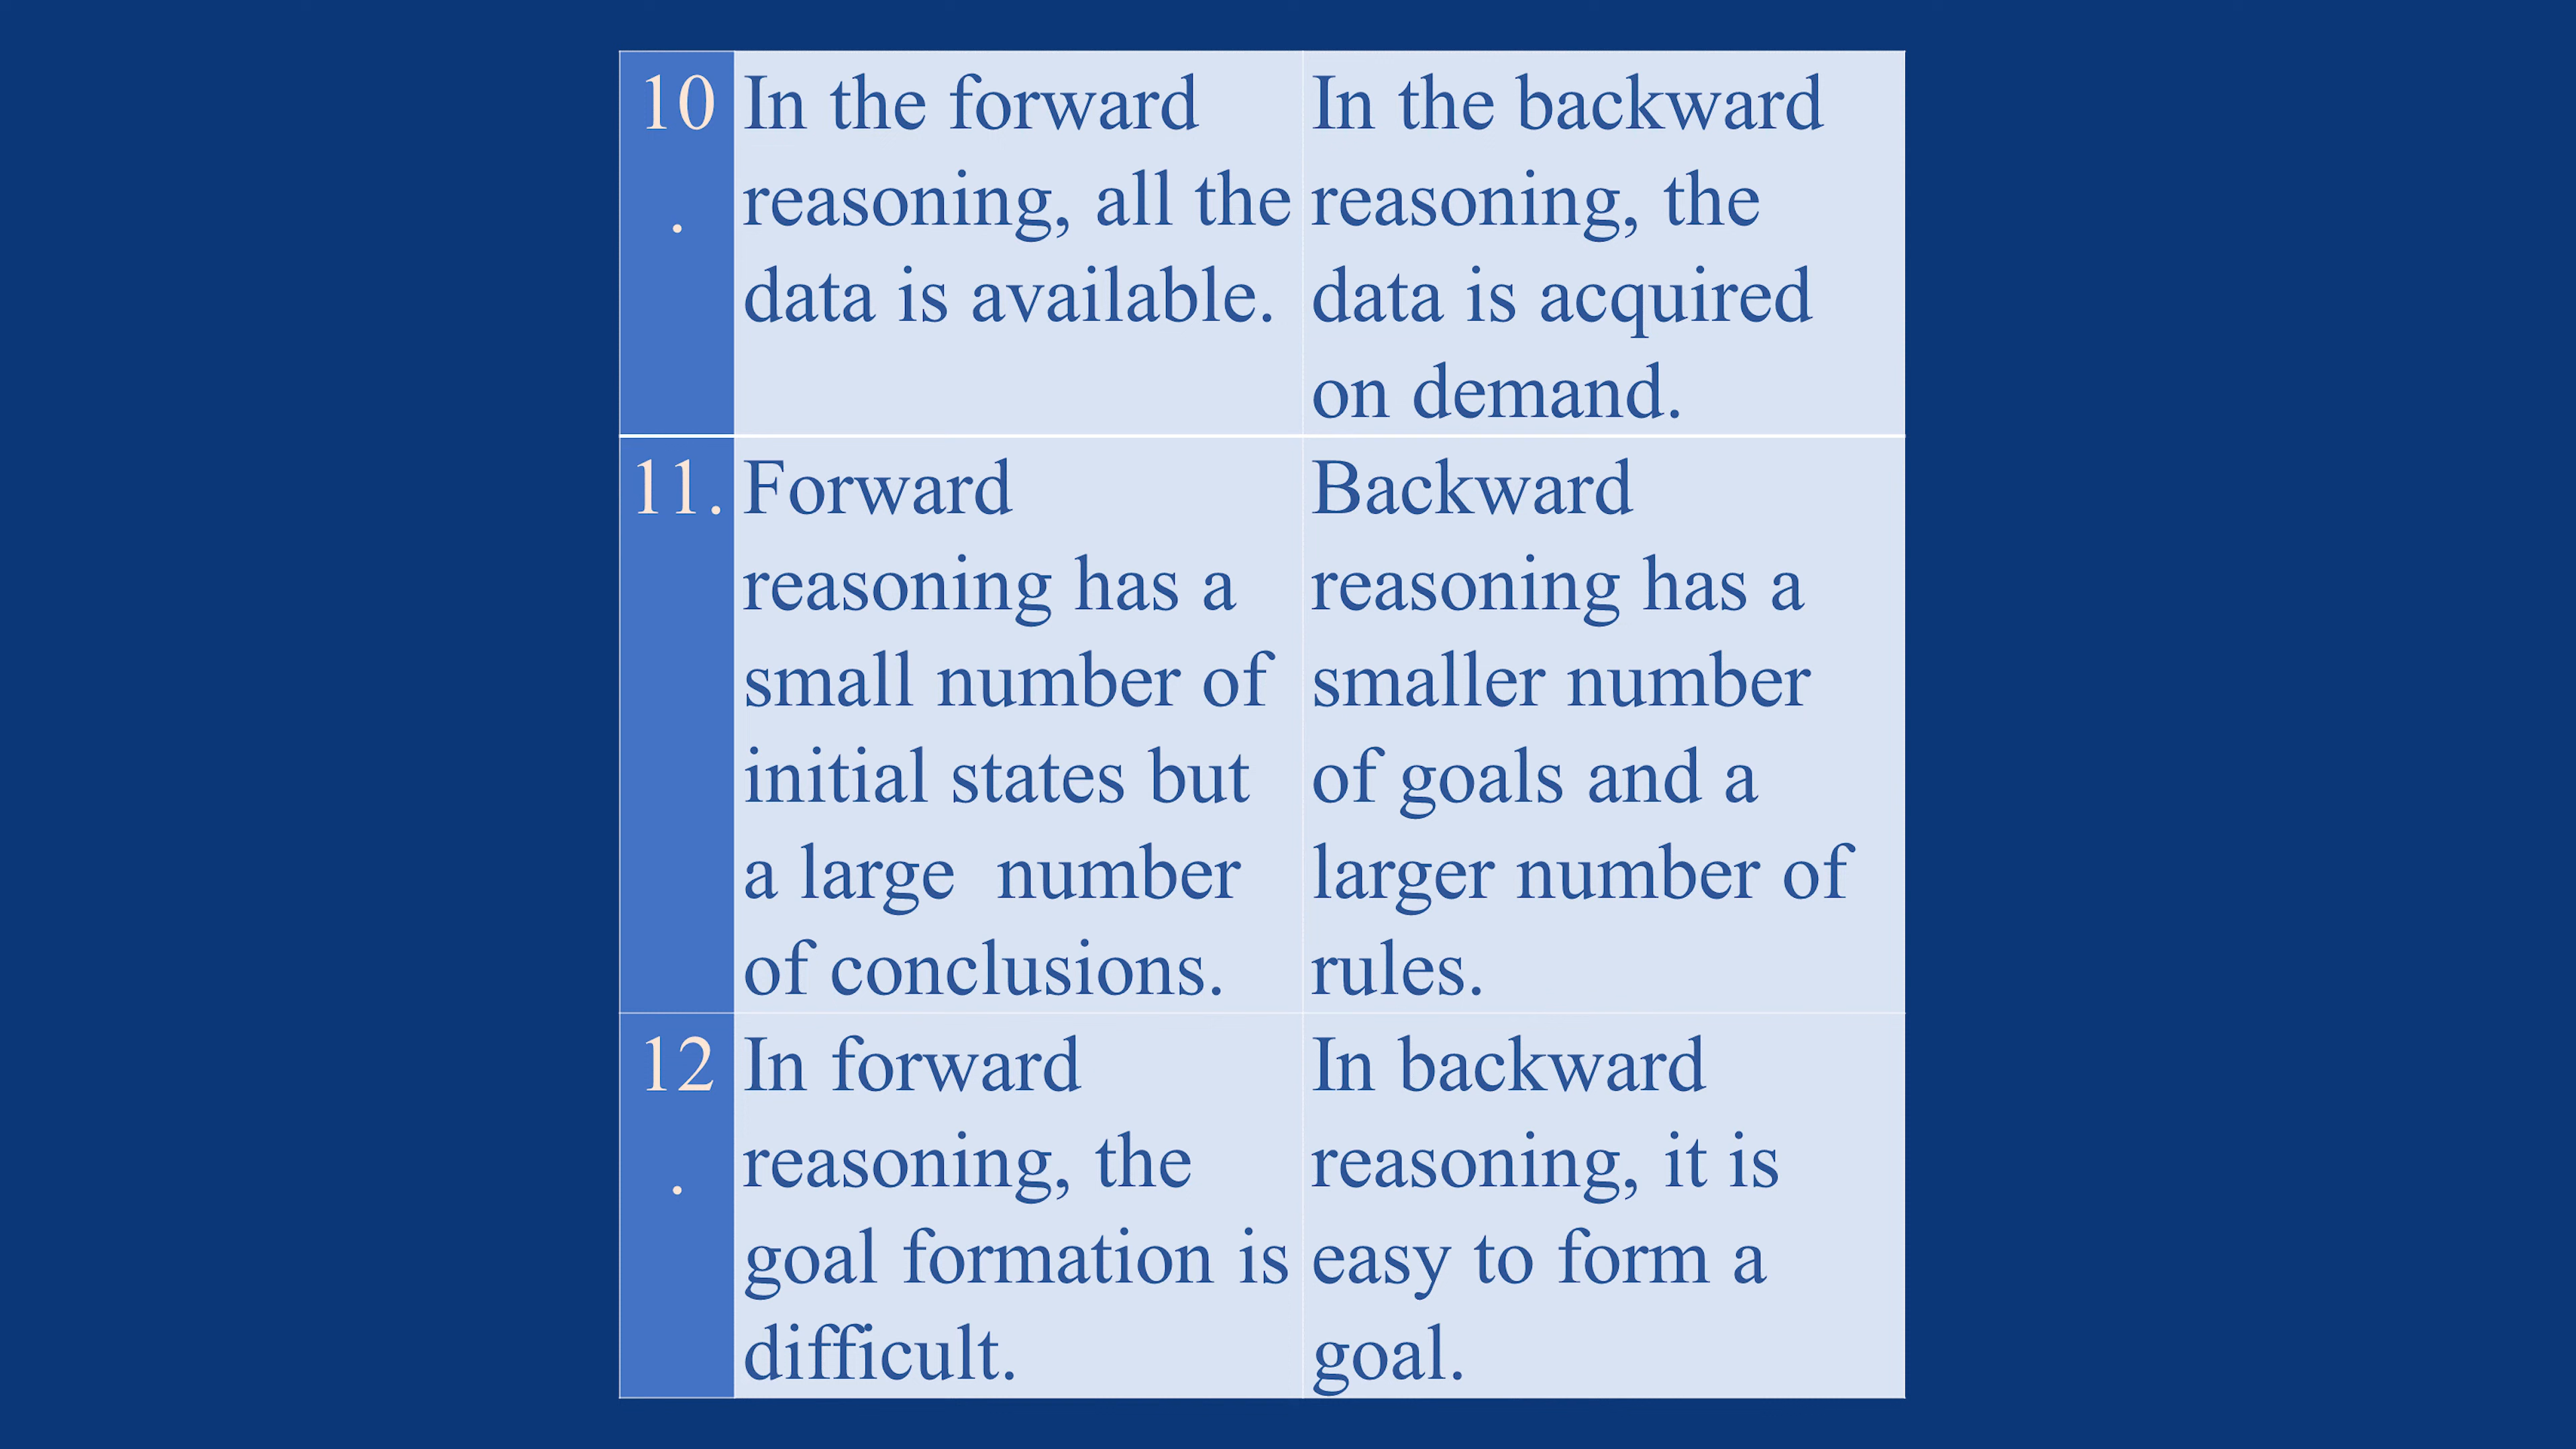 10
.
In the forward
reasoning, all the
data is available.
In the backward
reasoning, the
data is acquired
on demand.
11.
Forward
reasoning has a
small number of
initial states but
a large  number
of conclusions.
Backward
reasoning has a
smaller number
of goals and a
larger number of
rules.
12
.
In forward
reasoning, the
goal formation is
difficult.
In backward
reasoning, it is
easy to form a
goal.